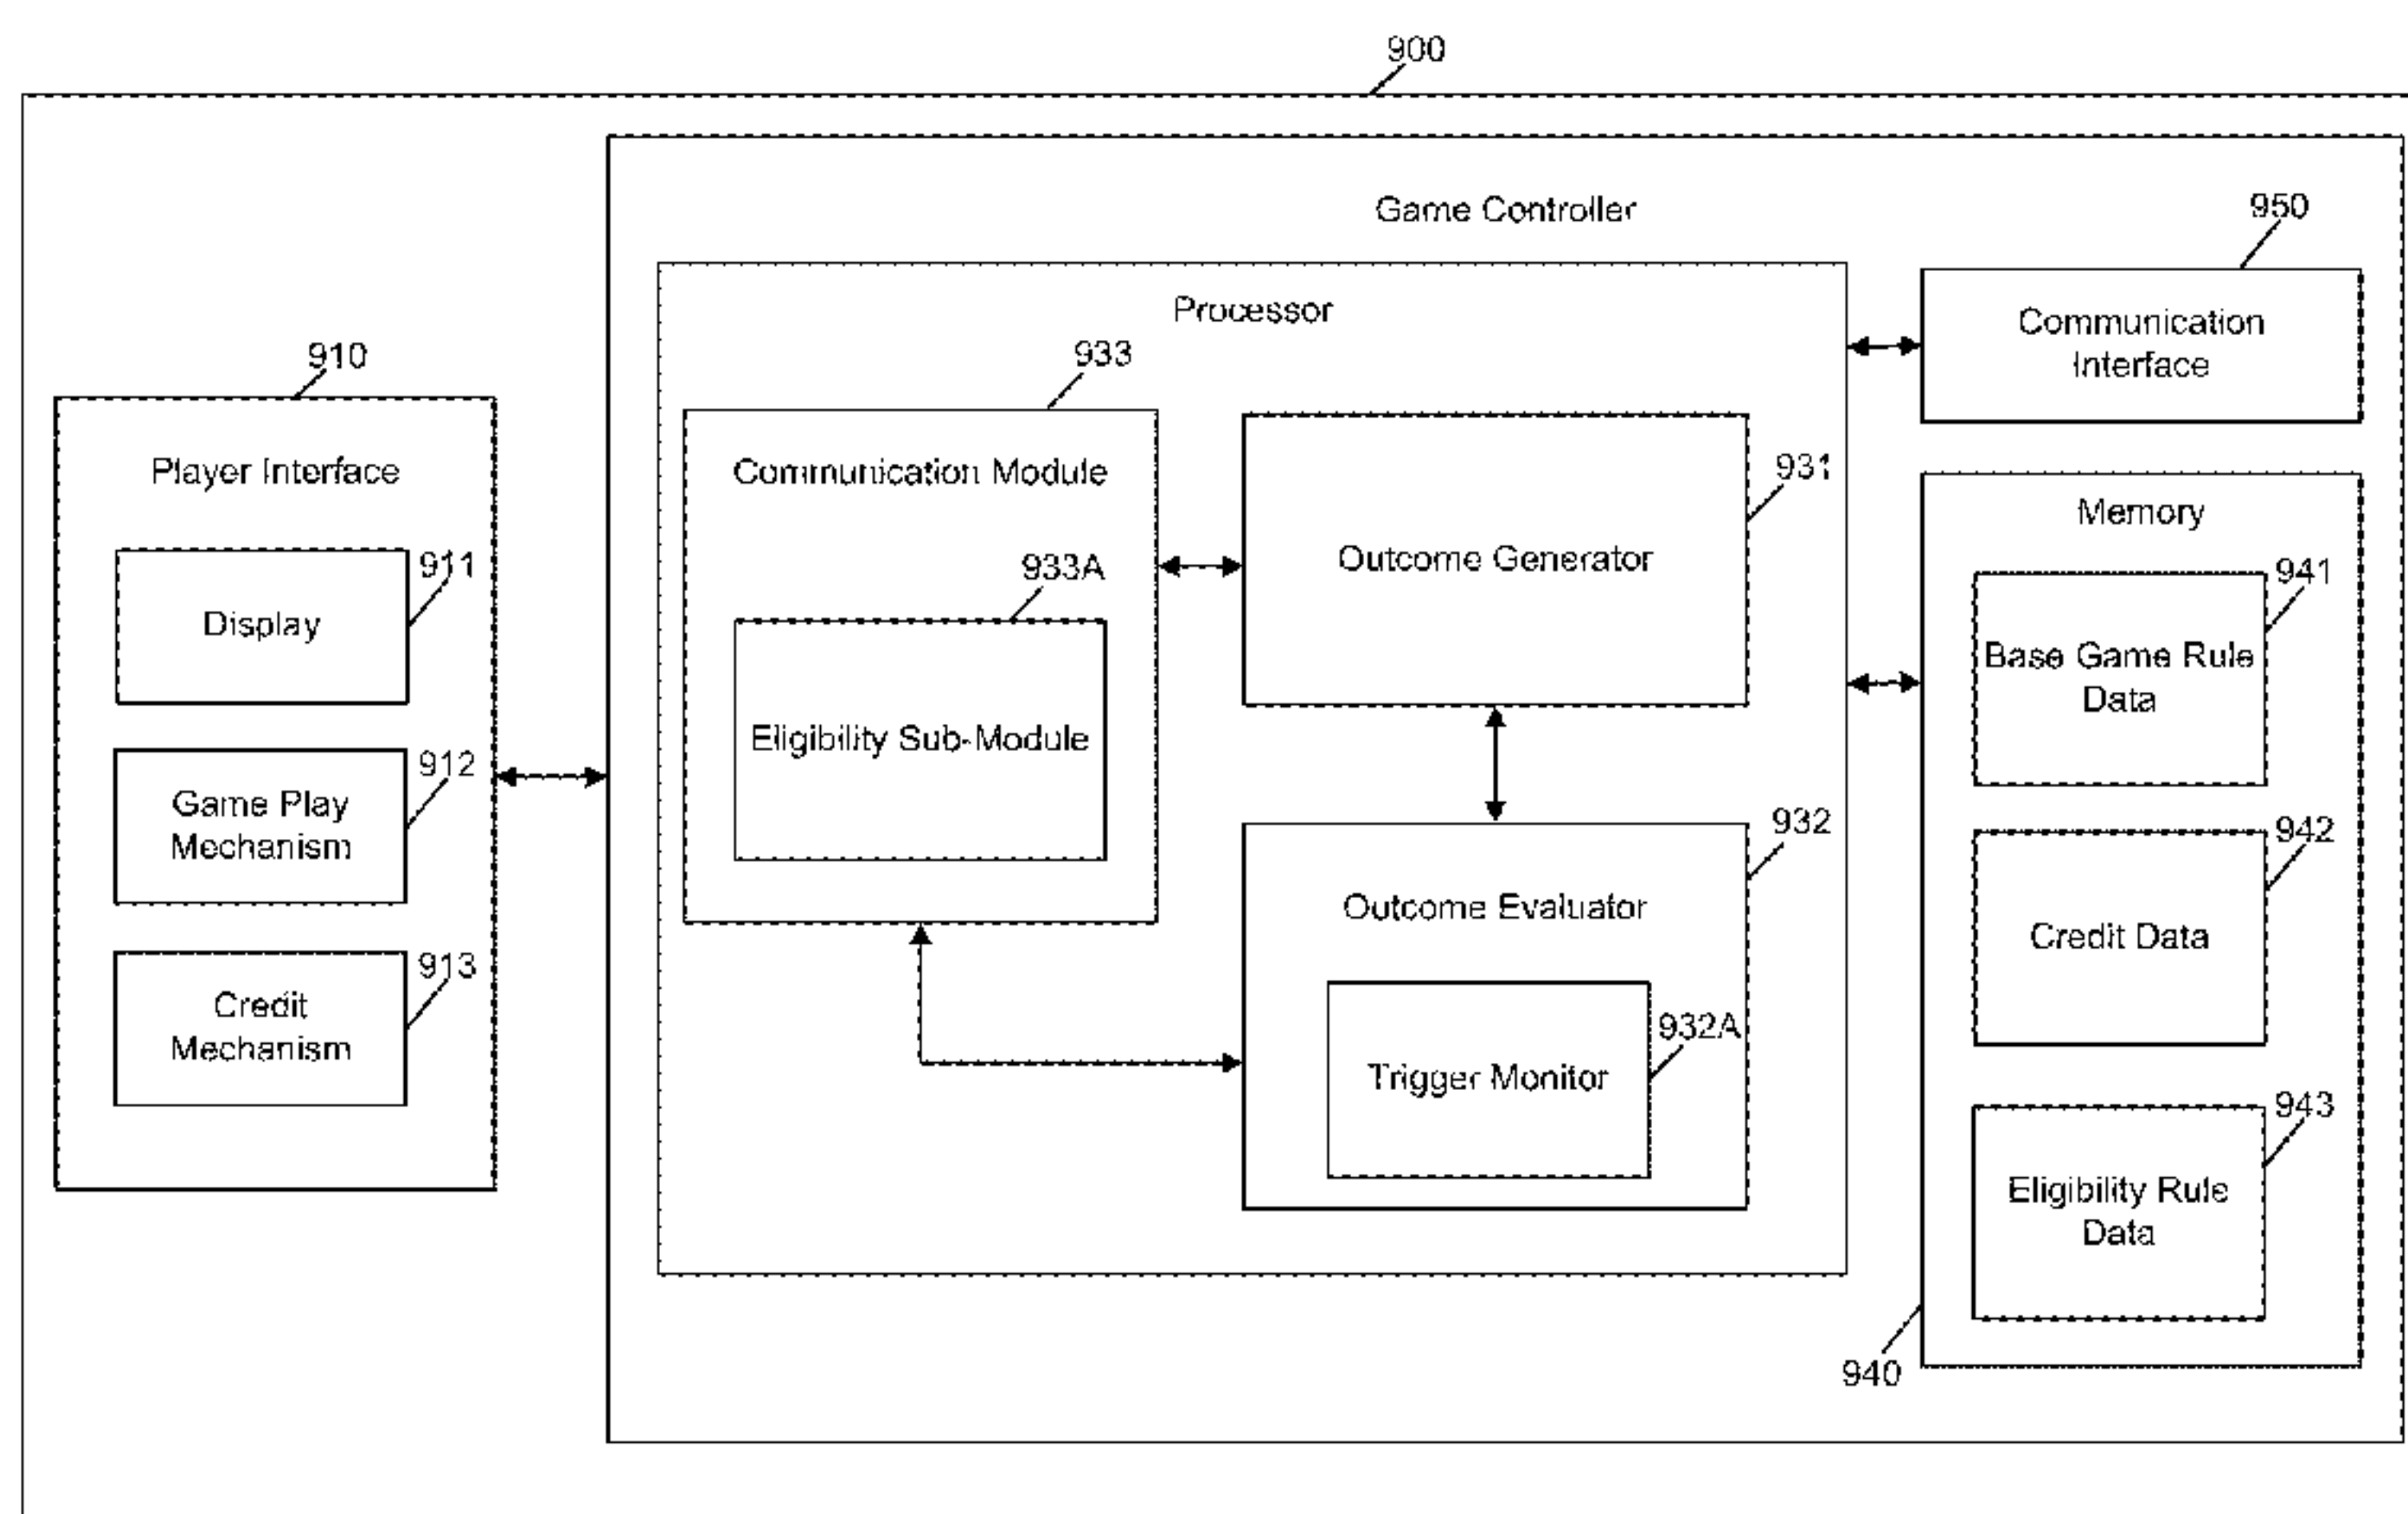 900
Game Controller
950
Communication
Interface
Processor
910
Player Interface
911
Display
912
Game Play
Mechanism
913
Credit
Mechanism
933
Communication Module
933A
Eligibility Sub-Module
931
Outcome Generator
932
Outcome Evaluator
932A
Trigger Monitor
Memory
941
Base Game Rule
Data
942
Credit Data
943
Eligibility Rule
Data
940